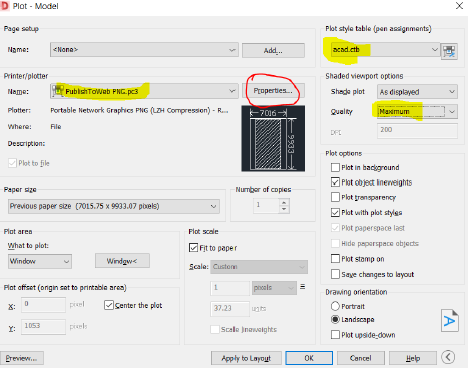 Plot - Model
Page setup
Name: <None> Add...
Printer/plotter
Name: PublishToWeb PNG.pc3 Properties...
Plotter: Portable Network Graphics PNG (LZH Compression) - R...
Where: File
Description:
Plot to file
7016
9933
Paper size
Previous paper size (7015.75 x 9933.07 pixels)
Number of copies
1
Plot area
What to plot:
Window Window<
Plot offset (origin set to printable area)
X: 0 pixel Center the plot
Y: 1053 pixel
Plot scale
Fit to paper
Scale: Custom
1 pixels =
37.23 units
Scale lineweights
Plot style table (pen assignments)
acad.ctb
Shaded viewport options
Shade plot As displayed
Quality Maximum
DPI 200
Plot options
Plot in background
Plot object lineweights
Plot transparency
Plot with plot styles
Plot paperspace last
Hide paperspace objects
Plot stamp on
Save changes to layout
Drawing orientation
Portrait
Landscape
Plot upside-down
A
Preview... Apply to Layout OK Cancel Help